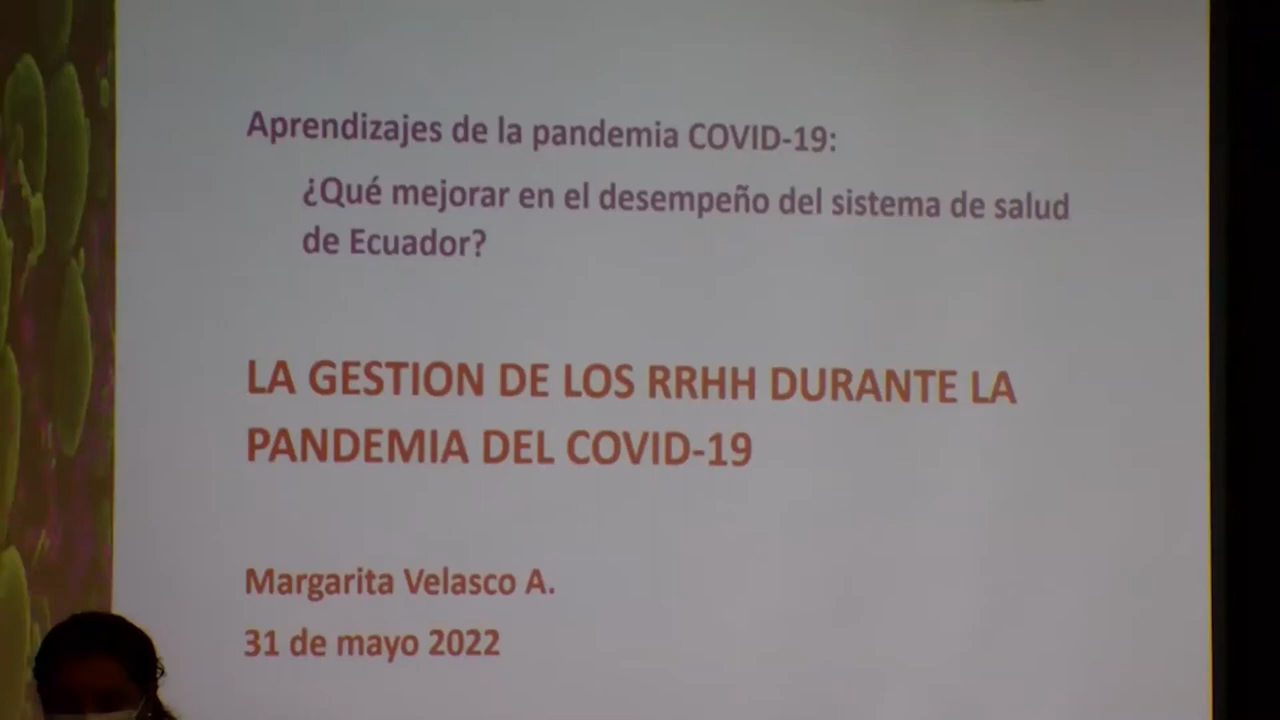 Aprendizajes de la pandemia COVID-19:
¿Qué mejorar en el desempeño del sistema de salud
de Ecuador?
LA GESTION DE LOS RRHH DURANTE LA
PANDEMIA DEL COVID-19
Margarita Velasco A.
31 de mayo 2022